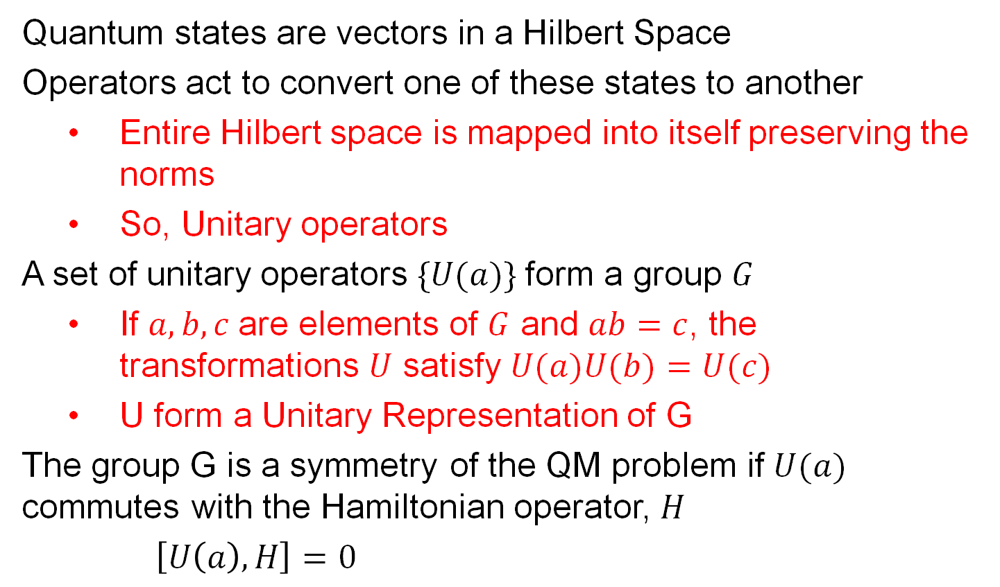 Quantum states are vectors in a Hilbert Space
Operators act to convert one of these states to another
• Entire Hilbert space is mapped into itself preserving the
norms
• So, Unitary operators
A set of unitary operators {U(a)} form a group G
• If a, b, c are elements of G and ab = c, the
transformations U satisfy U(a)U(b) = U(c)
• U form a Unitary Representation of G
The group G is a symmetry of the QM problem if U(a)
commutes with the Hamiltonian operator, H
[U(a), H] = 0